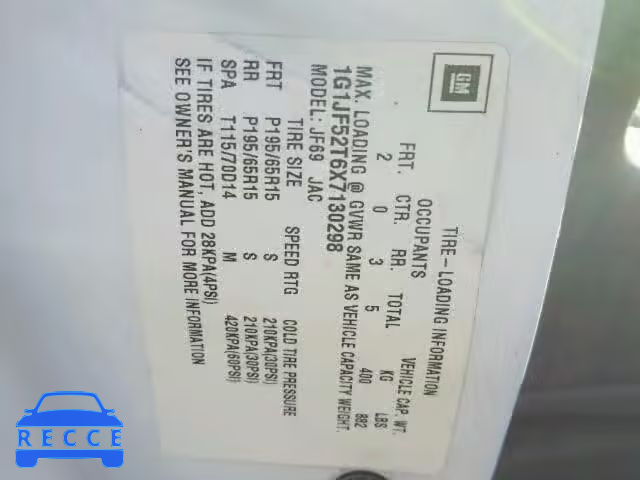 GM
TIRE-LOADING INFORMATION
OCCUPANTS VEHICLE CAP. WT.
FRT. CTR. RR. TOTAL KG LBS
2 0 3 5 400 882
MAX. LOADING @ GVWR SAME AS VEHICLE CAPACITY WEIGHT.
1G1JF52T6X7130298
MODEL: JF69 JAC
TIRE SIZE SPEED RTG COLD TIRE PRESSURE
FRT P195/65R15 S 210KPA(30PSI)
RR P195/65R15 S 210KPA(30PSI)
SPA T115/70D14 M 420KPA(60PSI)
IF TIRES ARE HOT, ADD 28KPA(4PSI)
SEE OWNER'S MANUAL FOR MORE INFORMATION
RECCE